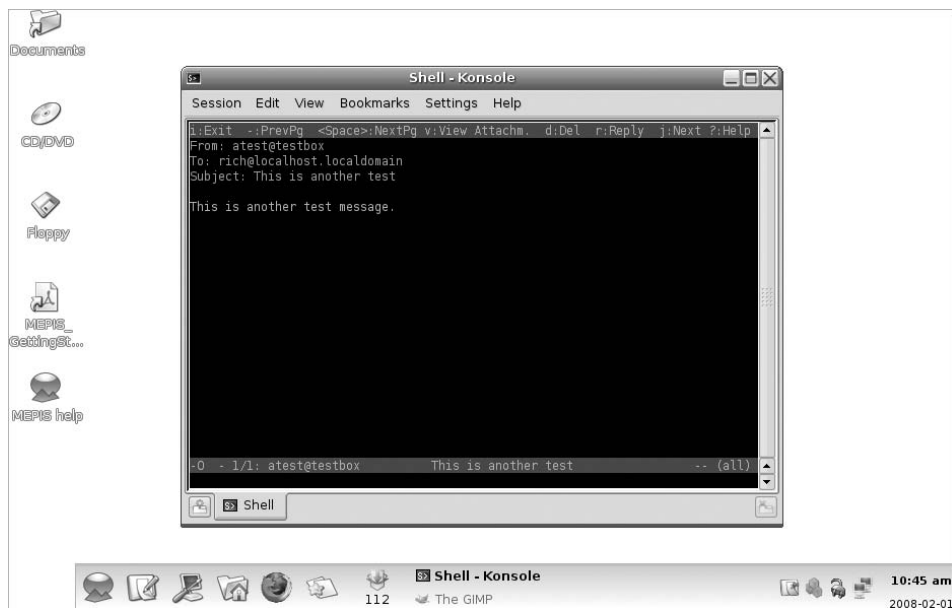 Documents
CD/DVD
Floppy
MEPIS_
GettingSt...
MEPIS help
Shell - Konsole
Session Edit View Bookmarks Settings Help
i:Exit -:PrevPg <Space>:NextPg v:View Attachm. d:Del r:Reply j:Next ?:Help
From: atest@testbox
To: rich@localhost.localdomain
Subject: This is another test
This is another test message.
-O - 1/1: atest@testbox This is another test -- (all)
Shell
112
Shell - Konsole
The GIMP
10:45 am
2008-02-01